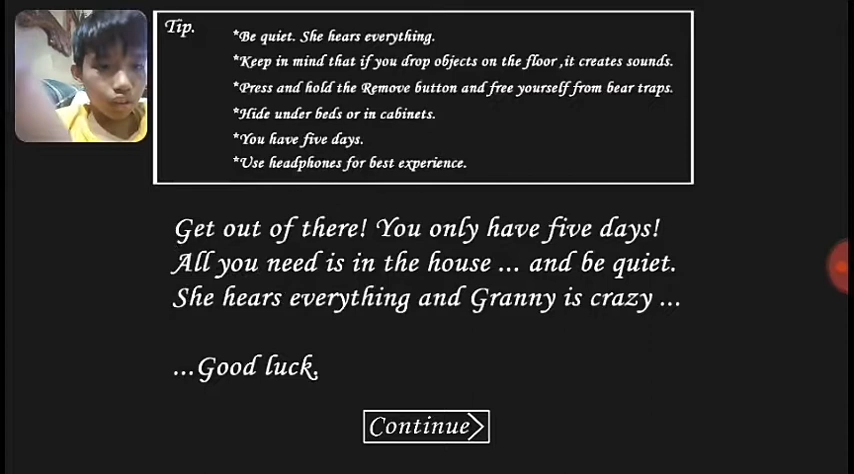 Tip.
*Be quiet. She hears everything.
*Keep in mind that if you drop objects on the floor ,it creates sounds.
*Press and hold the Remove button and free yourself from bear traps.
*Hide under beds or in cabinets.
*You have five days.
*Use headphones for best experience.
Get out of there! You only have five days!
All you need is in the house ... and be quiet.
She hears everything and Granny is crazy ...
...Good luck.
Continue>